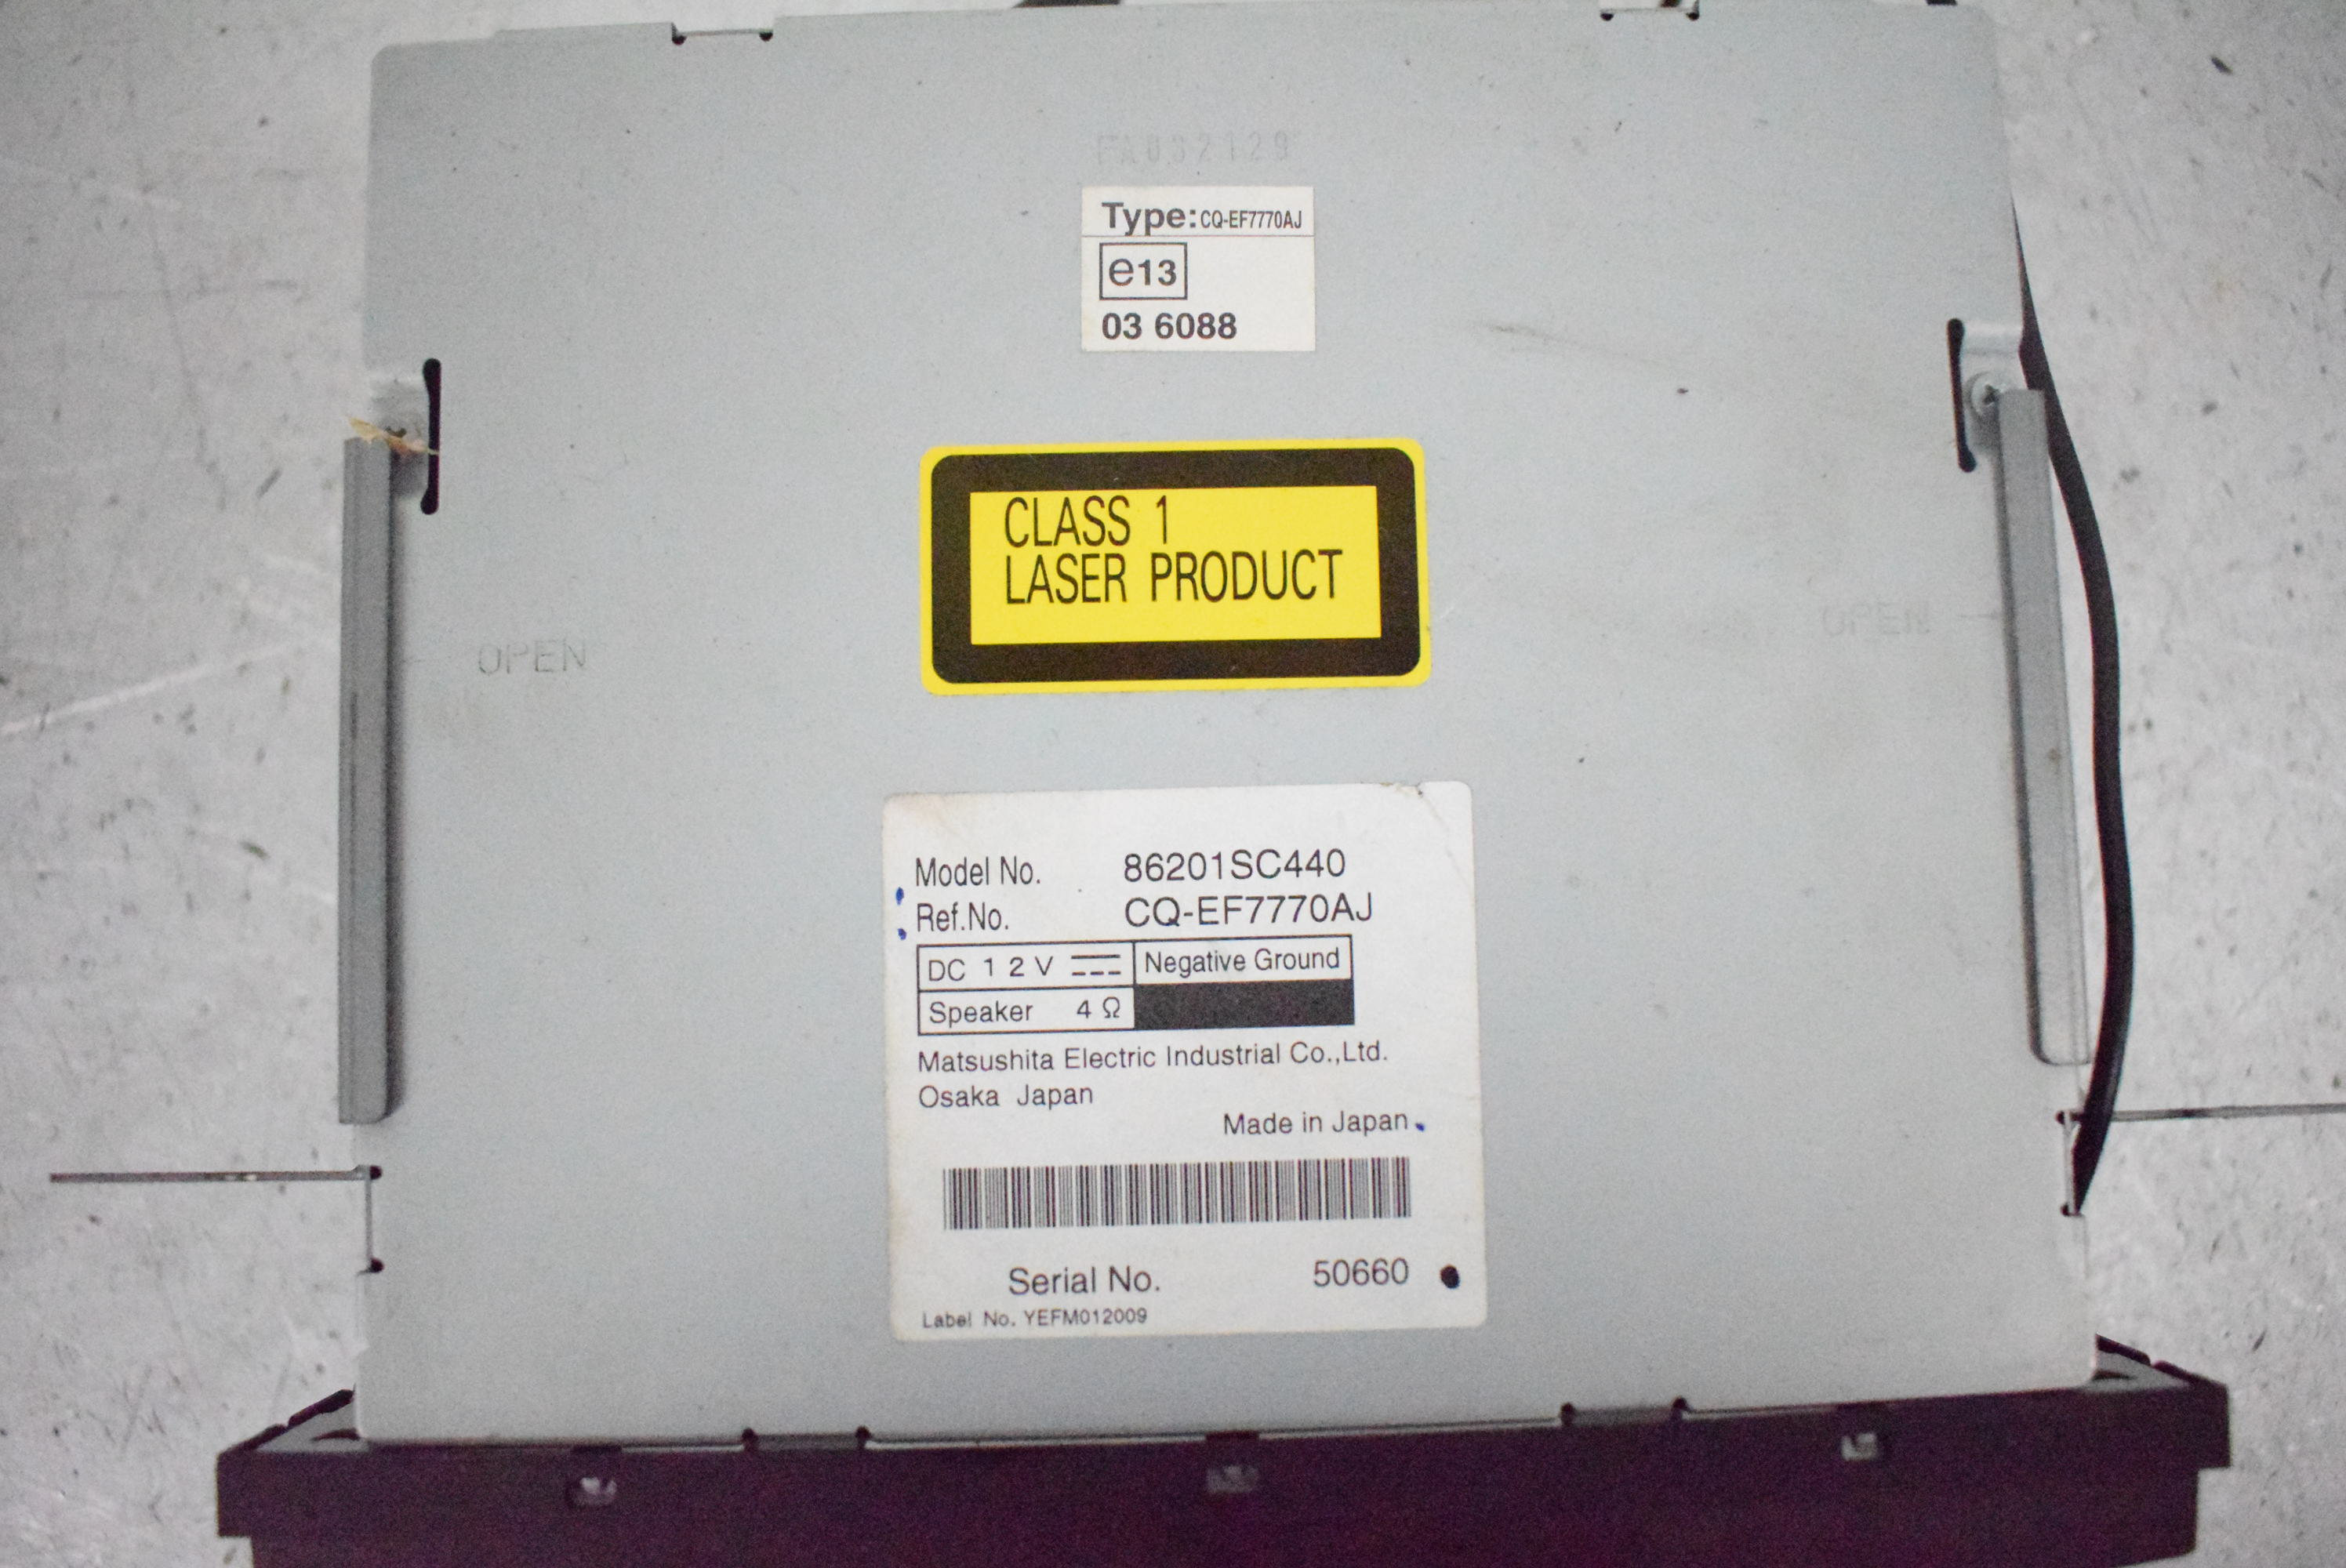 FA032129
Type: CQ-EF7770AJ
e13
03 6088
CLASS 1
LASER PRODUCT
OPEN
OPEN
Model No. 86201SC440
Ref.No. CQ-EF7770AJ
DC 12V Negative Ground
Speaker 4 Ω
Matsushita Electric Industrial Co.,Ltd.
Osaka Japan
Made in Japan
Serial No. 50660
Label No. YEFM012009